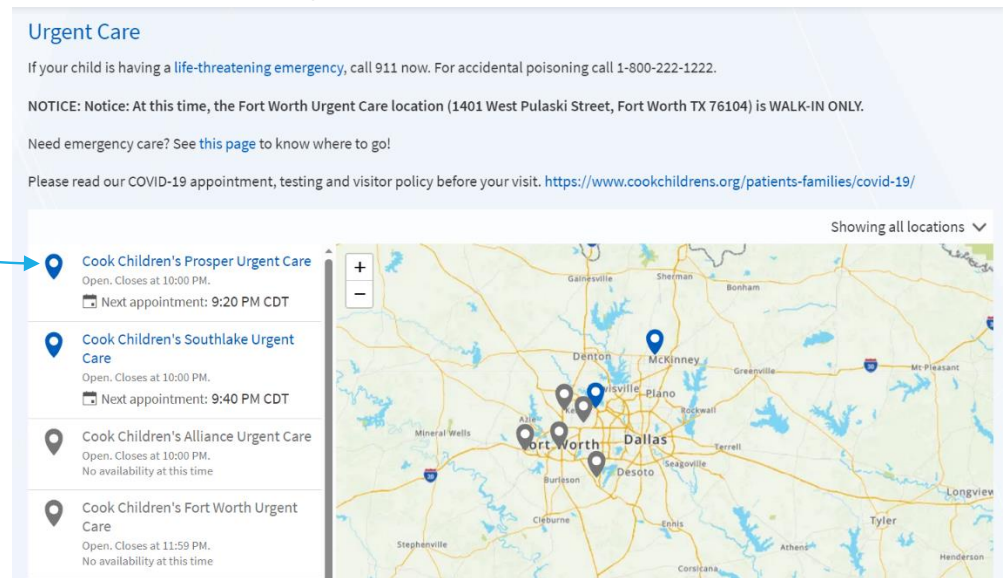 Urgent Care
If your child is having a life-threatening emergency, call 911 now. For accidental poisoning call 1-800-222-1222.
NOTICE: Notice: At this time, the Fort Worth Urgent Care location (1401 West Pulaski Street, Fort Worth TX 76104) is WALK-IN ONLY.
Need emergency care? See this page to know where to go!
Please read our COVID-19 appointment, testing and visitor policy before your visit. https://www.cookchildrens.org/patients-families/covid-19/
Showing all locations
Cook Children's Prosper Urgent Care
Open. Closes at 10:00 PM.
Next appointment: 9:20 PM CDT
Cook Children's Southlake Urgent
Care
Open. Closes at 10:00 PM.
Next appointment: 9:40 PM CDT
Cook Children's Alliance Urgent Care
Open. Closes at 10:00 PM.
No availability at this time
Cook Children's Fort Worth Urgent
Care
Open. Closes at 11:59 PM.
No availability at this time
+
−
Gainesville
Sherman
Bonham
Denton
McKinney
Greenville
Mt Pleasant
isville
Plano
Rockwall
Azle
Ke
Mineral Wells
ort Worth
Dallas
Terrell
Seagoville
Desoto
Burleson
Longview
Cleburne
Ennis
Tyler
Stephenville
Athens
Henderson
Corsicana